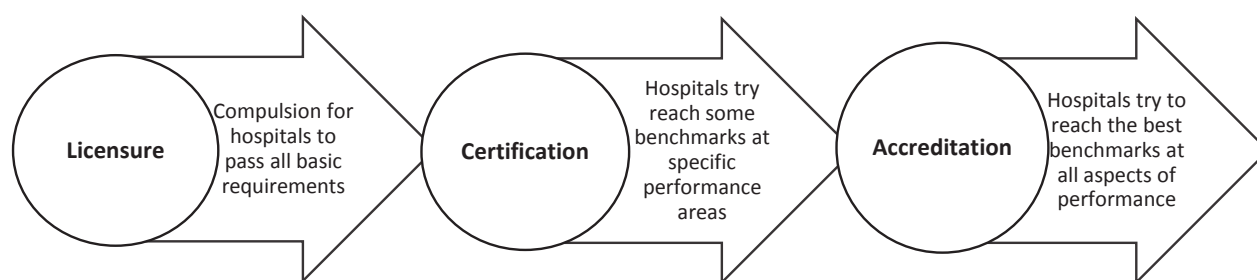 Licensure
Compulsion for
hospitals to
pass all basic
requirements
Certification
Hospitals try
reach some
benchmarks at
specific
performance
areas
Accreditation
Hospitals try to
reach the best
benchmarks at
all aspects of
performance